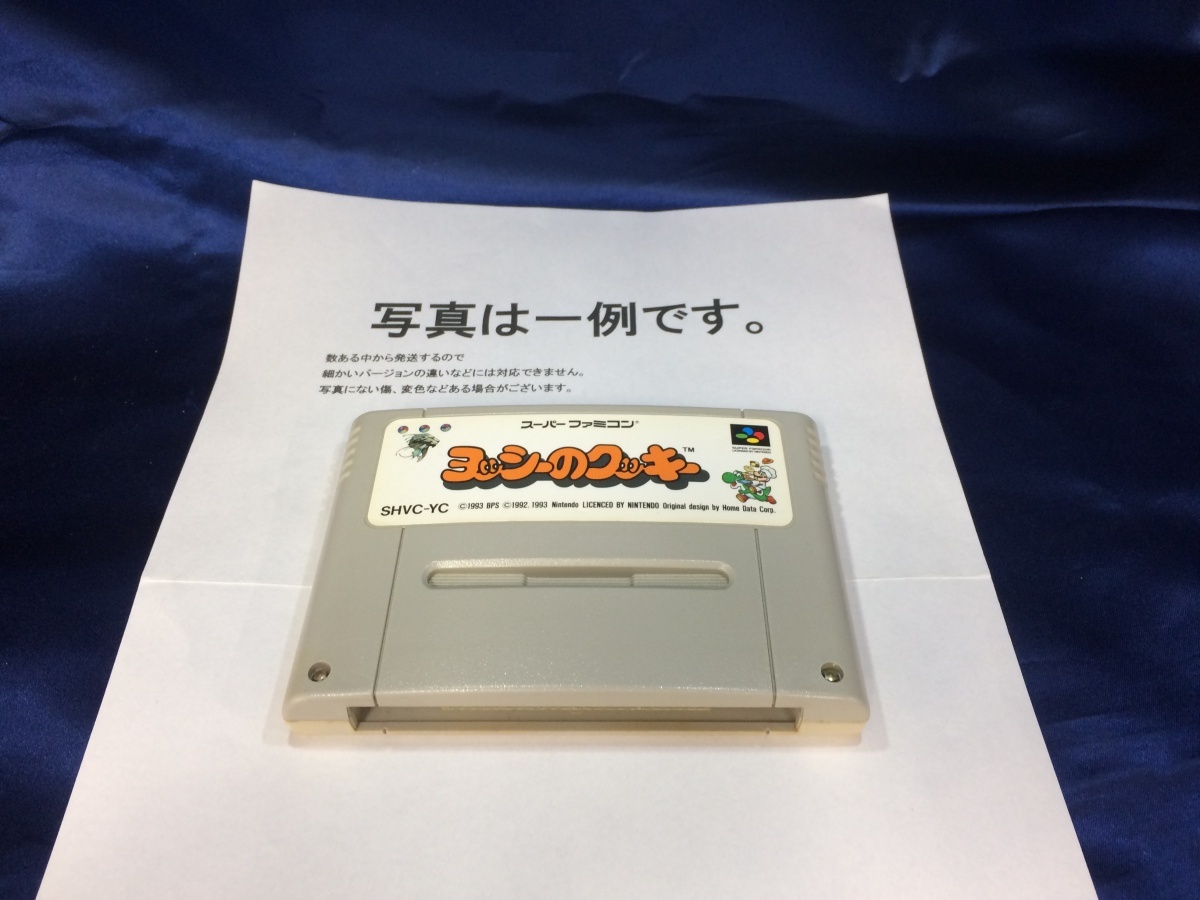 写真は一例です。
数ある中から発送するので
細かいバージョンの違いなどには対応できません。
写真にない傷、変色などある場合がございます。
スーパーファミコン®
ヨッシーのクッキー™
SHVC-YC ©1993 BPS ©1992, 1993 Nintendo LICENCED BY NINTENDO Original design by Home Data Corp.